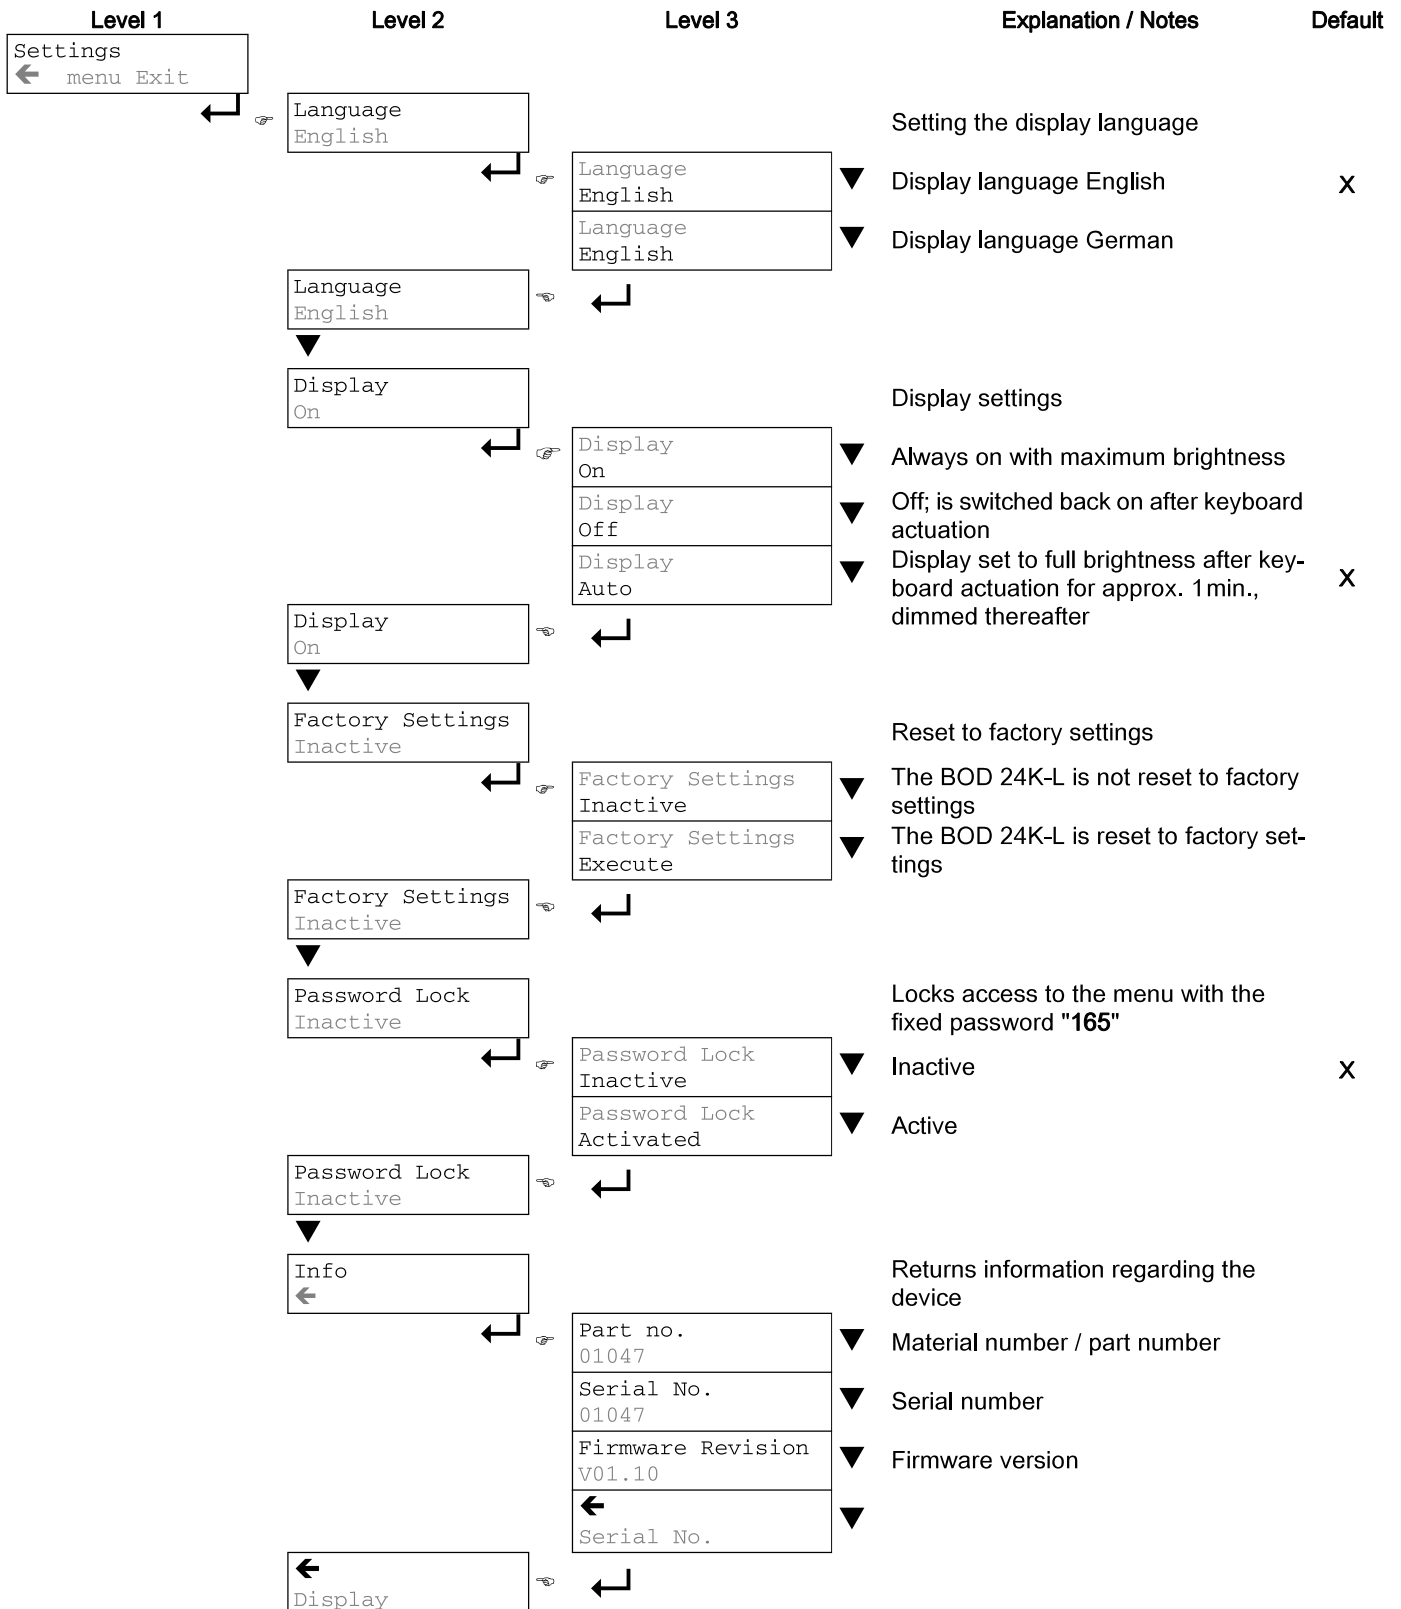 Level 1 Level 2 Level 3 Explanation / Notes Default
Settings
← menu Exit
Language
English
Setting the display language
Language
English
Display language English x
Language
English
Display language German
Language
English
Display
On
Display settings
Display
On
Always on with maximum brightness
Display
Off
Off; is switched back on after keyboard
actuation
Display
Auto
Display set to full brightness after key-
board actuation for approx. 1min.,
dimmed thereafter
x
Display
On
Factory Settings
Inactive
Reset to factory settings
Factory Settings
Inactive
The BOD 24K-L is not reset to factory
settings
Factory Settings
Execute
The BOD 24K-L is reset to factory set-
tings
Factory Settings
Inactive
Password Lock
Inactive
Locks access to the menu with the
fixed password "165"
Password Lock
Inactive
Inactive x
Password Lock
Activated
Active
Password Lock
Inactive
Info
←
Returns information regarding the
device
Part no.
01047
Material number / part number
Serial No.
01047
Serial number
Firmware Revision
V01.10
Firmware version
←
Serial No.
←
Display